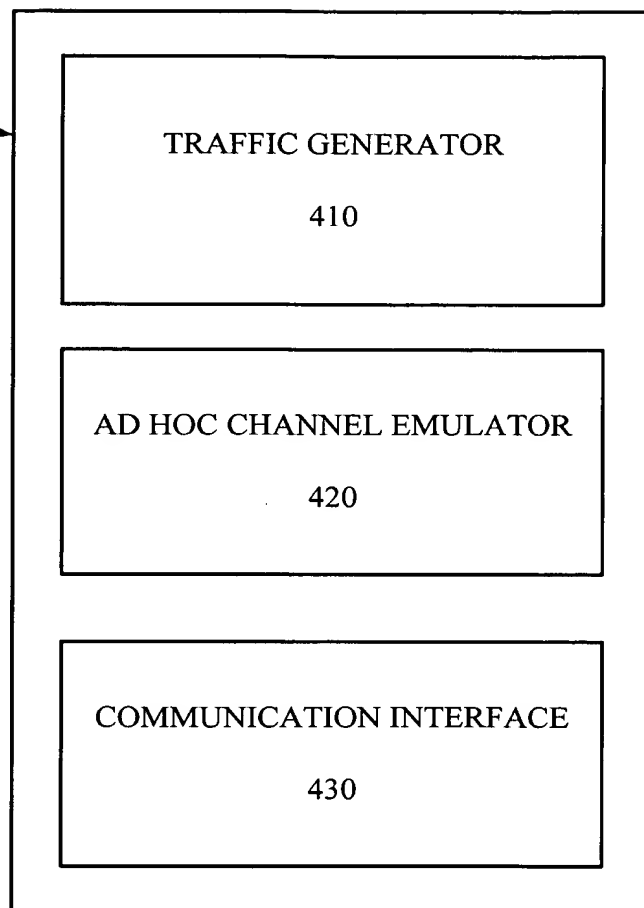 TRAFFIC GENERATOR
410
AD HOC CHANNEL EMULATOR
420
COMMUNICATION INTERFACE
430